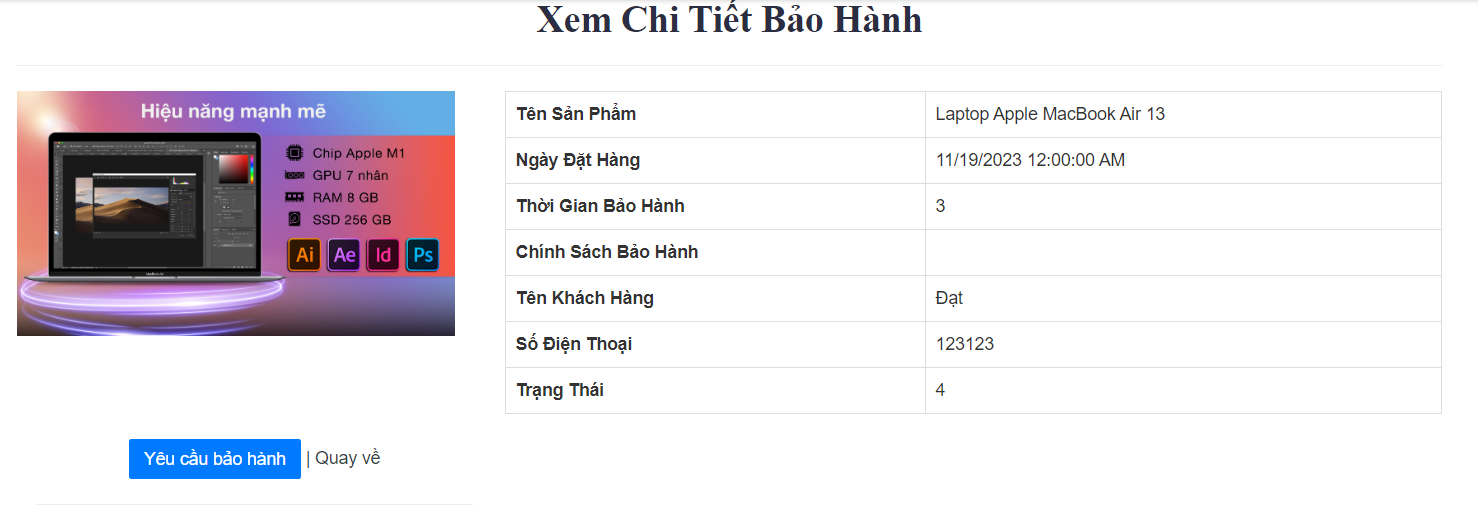 Xem Chi Tiết Bảo Hành
Hiệu năng mạnh mẽ
Chip Apple M1
GPU 7 nhân
RAM 8 GB
SSD 256 GB
Ai Ae Id Ps
MacBook Air
Tên Sản Phẩm Laptop Apple MacBook Air 13
Ngày Đặt Hàng 11/19/2023 12:00:00 AM
Thời Gian Bảo Hành 3
Chính Sách Bảo Hành
Tên Khách Hàng Đạt
Số Điện Thoại 123123
Trạng Thái 4
Yêu cầu bảo hành | Quay về